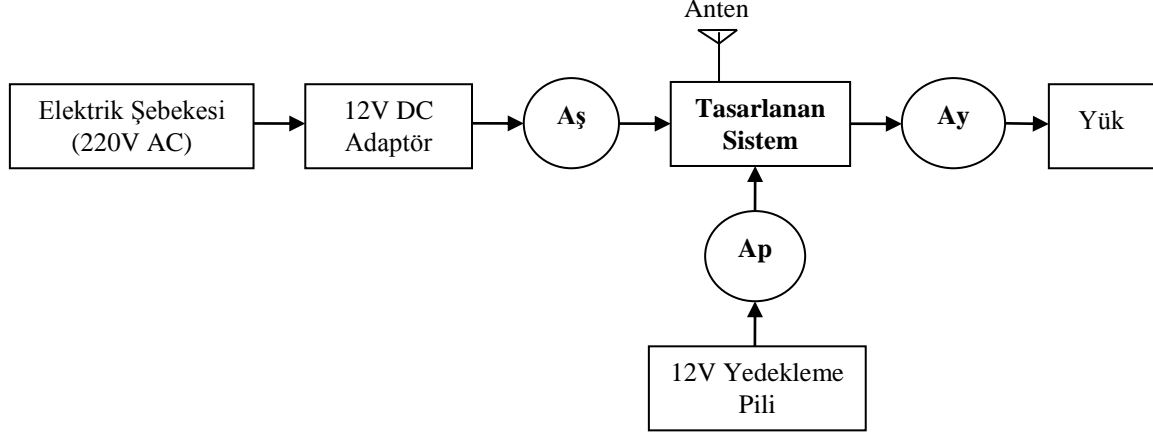 Anten
Elektrik Şebekesi
(220V AC)
12V DC
Adaptör
Aş
Tasarlanan
Sistem
Ay
Yük
Ap
12V Yedekleme
Pili